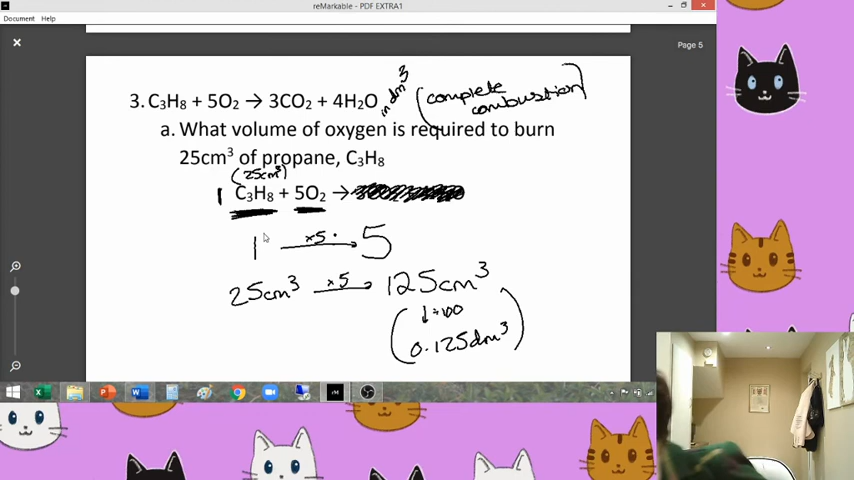 reMarkable - PDF EXTRA1
Document Help
Page 5
3. C₃H₈ + 5O₂ → 3CO₂ + 4H₂O in dm³ (complete
combustion)
a. What volume of oxygen is required to burn
25cm³ of propane, C₃H₈
(25cm³)
1 C₃H₈ + 5O₂ →
1 ×5 → 5
25cm³ ×5 → 125cm³
(↓÷100
0.125dm³)